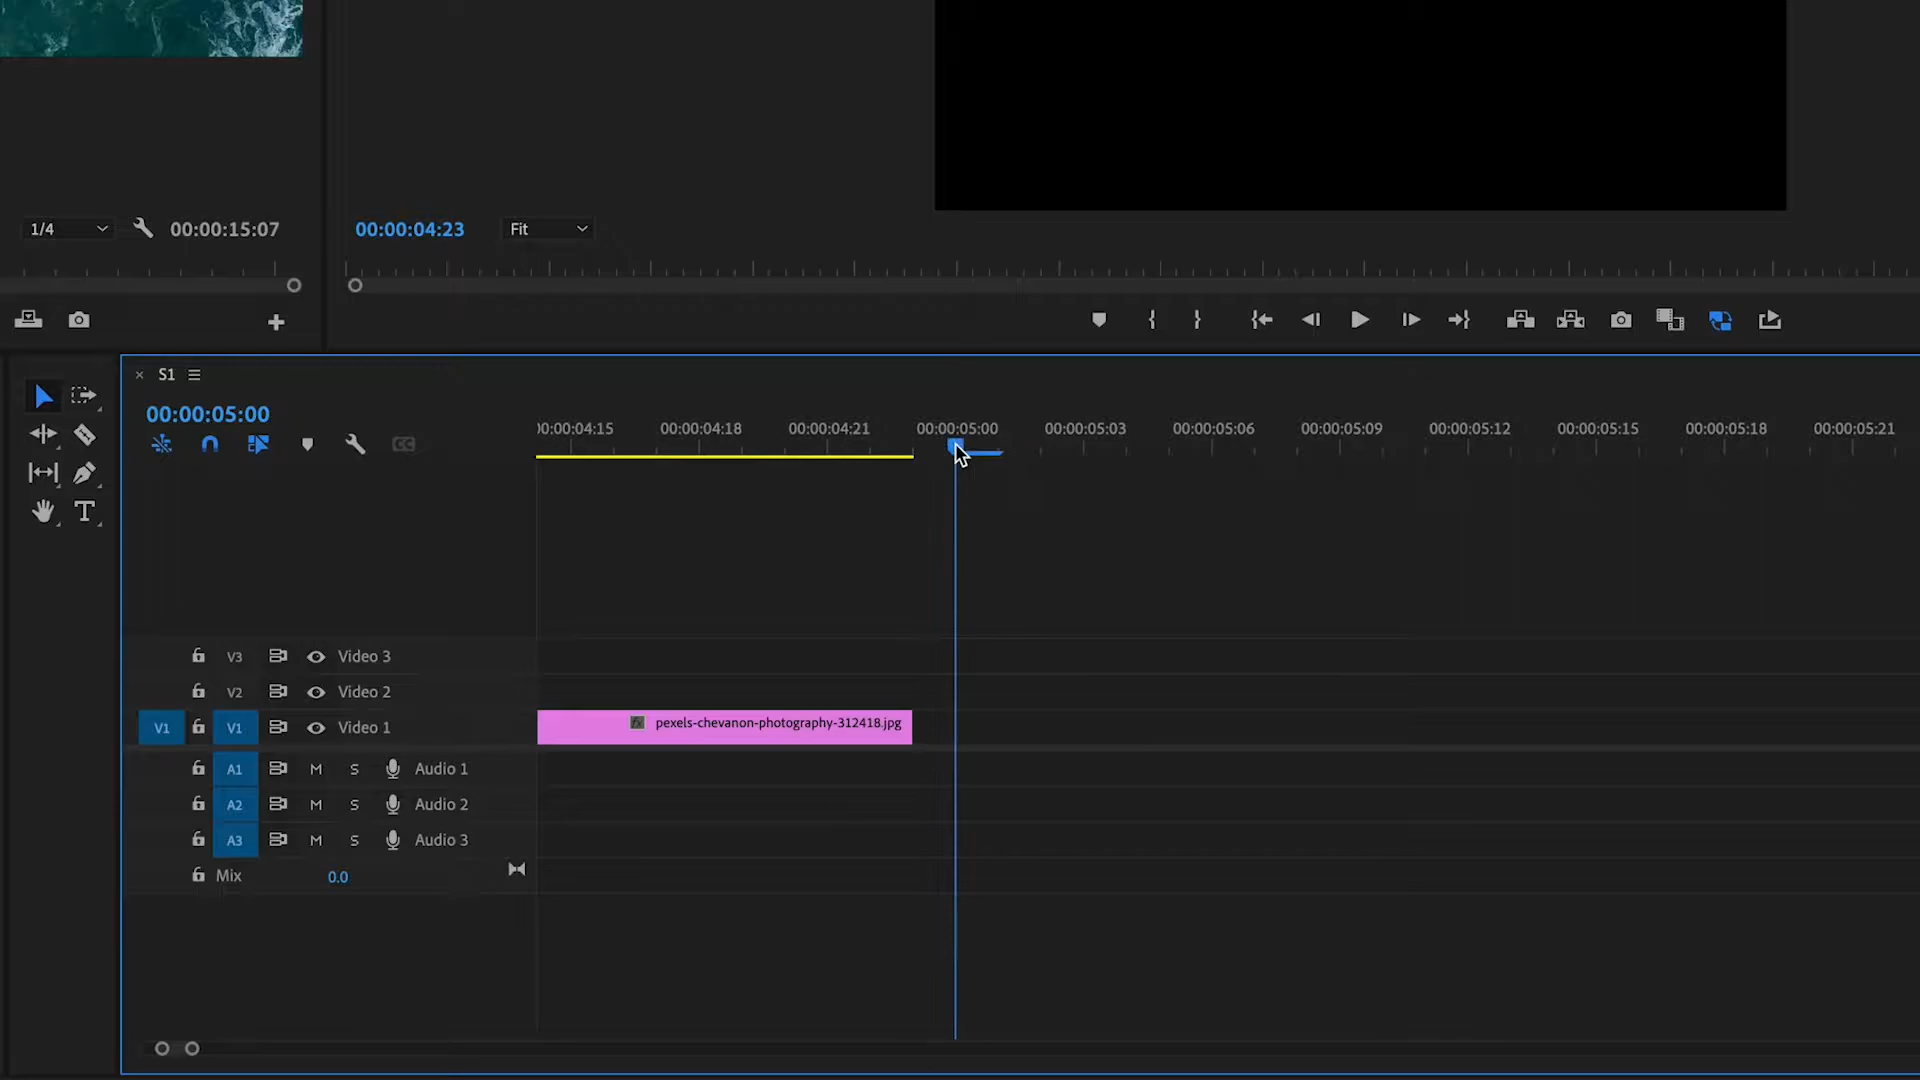 1/4
00:00:15:07
00:00:04:23
Fit
S1
00:00:05:00
00:00:04:15 00:00:04:18 00:00:04:21 00:00:05:00 00:00:05:03 00:00:05:06 00:00:05:09 00:00:05:12 00:00:05:15 00:00:05:18 00:00:05:21
CC
T
V3 Video 3
V2 Video 2
V1 V1 Video 1
fx pexels-chevanon-photography-312418.jpg
A1 M S Audio 1
A2 M S Audio 2
A3 M S Audio 3
Mix 0.0